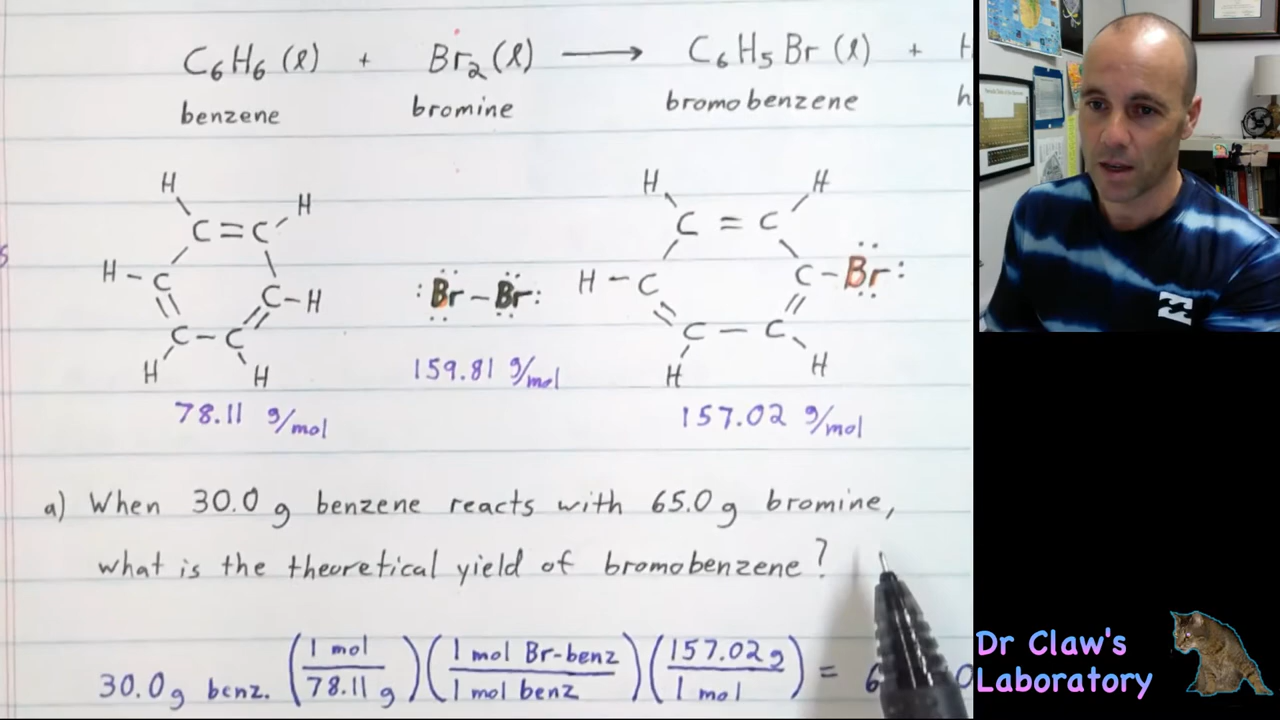 C₆H₆(l) + Br₂(l) ⟶ C₆H₅Br(l) +
benzene bromine bromobenzene
H H H H
C=C C=C
H-C C-H :Br-Br: H-C C-Br:
C-C C-C
H H H H
159.81 g/mol
78.11 g/mol 157.02 g/mol
a) When 30.0 g benzene reacts with 65.0 g bromine,
what is the theoretical yield of bromobenzene?
30.0 g benz. (1 mol / 78.11 g)(1 mol Br-benz / 1 mol benz)(157.02 g / 1 mol) = 6
Dr Claw's
Laboratory